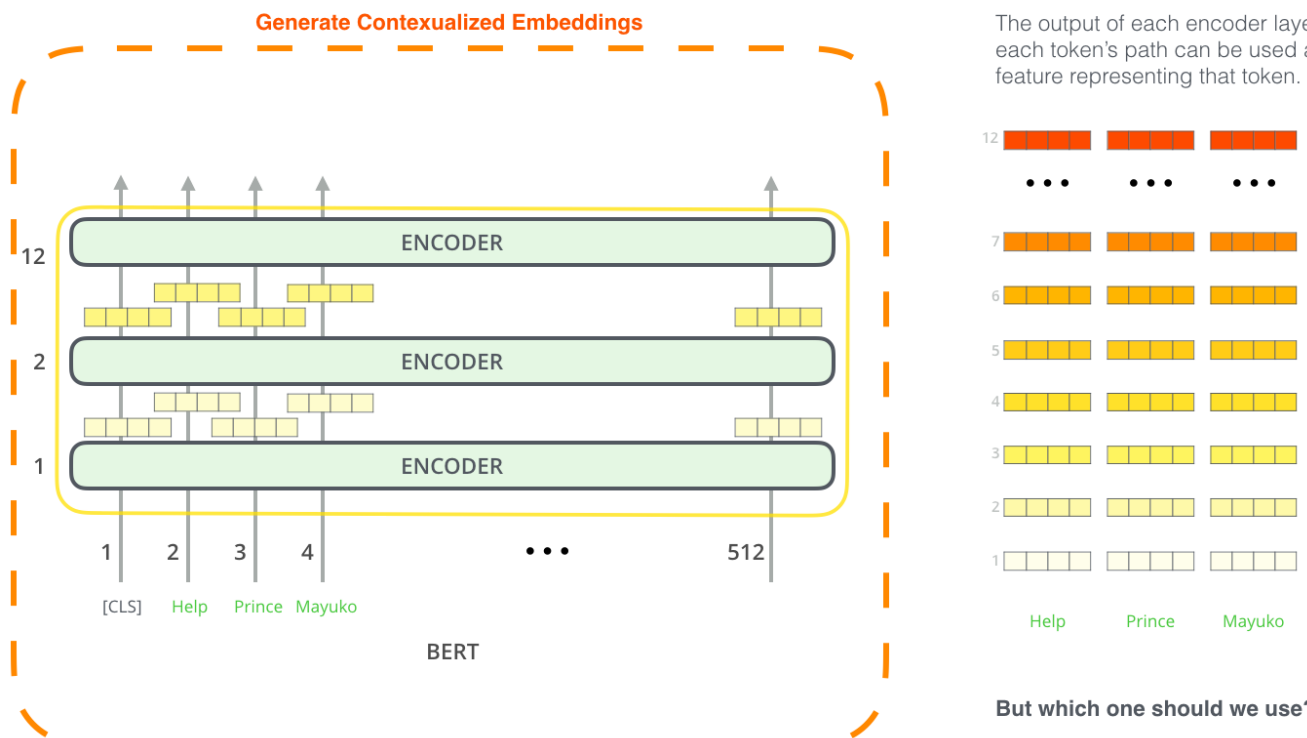 Generate Contexualized Embeddings
12
ENCODER
2
ENCODER
1
ENCODER
1 2 3 4 ••• 512
[CLS] Help Prince Mayuko
BERT
The output of each encoder laye
each token's path can be used a
feature representing that token.
12
•••  •••  •••
7
6
5
4
3
2
1
Help Prince Mayuko
But which one should we use?